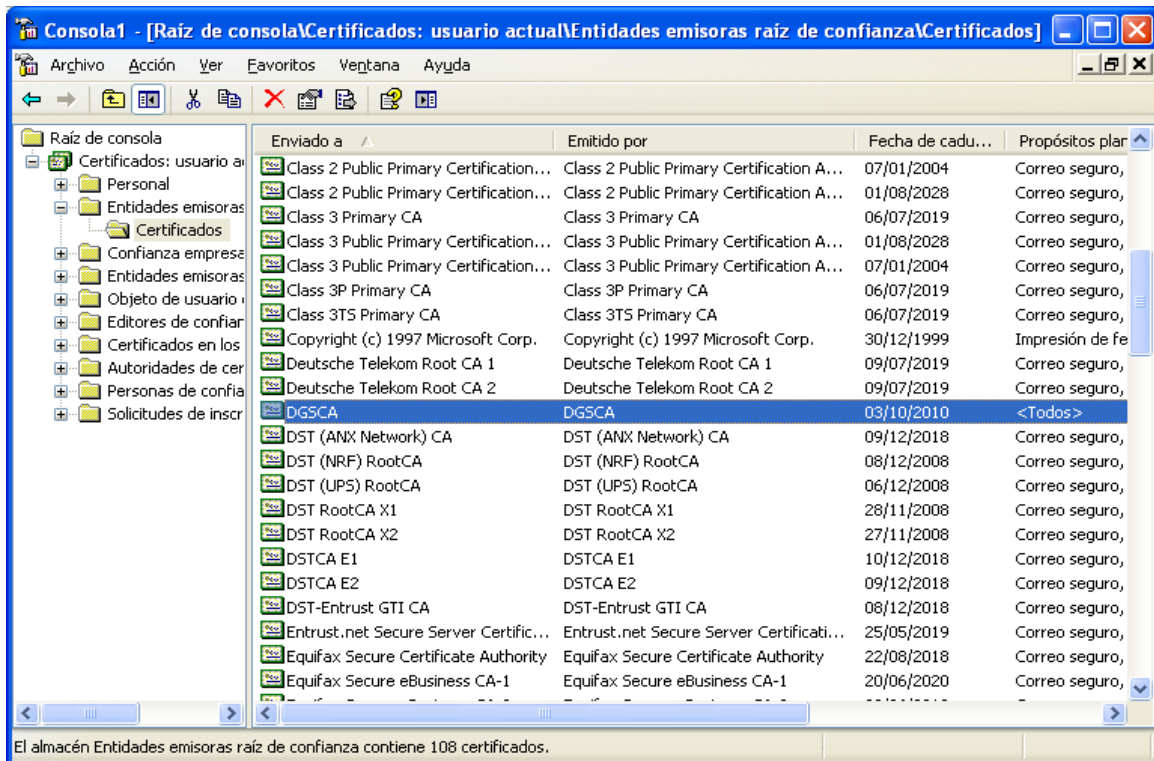 Consola1 - [Raíz de consola\Certificados: usuario actual\Entidades emisoras raíz de confianza\Certificados]
Archivo Acción Ver Favoritos Ventana Ayuda
Raíz de consola
Certificados: usuario a
Personal
Entidades emisoras
Certificados
Confianza empresa
Entidades emisoras
Objeto de usuario
Editores de confiar
Certificados en los
Autoridades de cer
Personas de confia
Solicitudes de inscr
Enviado a Emitido por Fecha de cadu... Propósitos plar
Class 2 Public Primary Certification... Class 2 Public Primary Certification A... 07/01/2004 Correo seguro,
Class 2 Public Primary Certification... Class 2 Public Primary Certification A... 01/08/2028 Correo seguro,
Class 3 Primary CA Class 3 Primary CA 06/07/2019 Correo seguro,
Class 3 Public Primary Certification... Class 3 Public Primary Certification A... 01/08/2028 Correo seguro,
Class 3 Public Primary Certification... Class 3 Public Primary Certification A... 07/01/2004 Correo seguro,
Class 3P Primary CA Class 3P Primary CA 06/07/2019 Correo seguro,
Class 3TS Primary CA Class 3TS Primary CA 06/07/2019 Correo seguro,
Copyright (c) 1997 Microsoft Corp. Copyright (c) 1997 Microsoft Corp. 30/12/1999 Impresión de fe
Deutsche Telekom Root CA 1 Deutsche Telekom Root CA 1 09/07/2019 Correo seguro,
Deutsche Telekom Root CA 2 Deutsche Telekom Root CA 2 09/07/2019 Correo seguro,
DGSCA DGSCA 03/10/2010 <Todos>
DST (ANX Network) CA DST (ANX Network) CA 09/12/2018 Correo seguro,
DST (NRF) RootCA DST (NRF) RootCA 08/12/2008 Correo seguro,
DST (UPS) RootCA DST (UPS) RootCA 06/12/2008 Correo seguro,
DST RootCA X1 DST RootCA X1 28/11/2008 Correo seguro,
DST RootCA X2 DST RootCA X2 27/11/2008 Correo seguro,
DSTCA E1 DSTCA E1 10/12/2018 Correo seguro,
DSTCA E2 DSTCA E2 09/12/2018 Correo seguro,
DST-Entrust GTI CA DST-Entrust GTI CA 08/12/2018 Correo seguro,
Entrust.net Secure Server Certific... Entrust.net Secure Server Certificati... 25/05/2019 Correo seguro,
Equifax Secure Certificate Authority Equifax Secure Certificate Authority 22/08/2018 Correo seguro,
Equifax Secure eBusiness CA-1 Equifax Secure eBusiness CA-1 20/06/2020 Correo seguro,
El almacén Entidades emisoras raíz de confianza contiene 108 certificados.